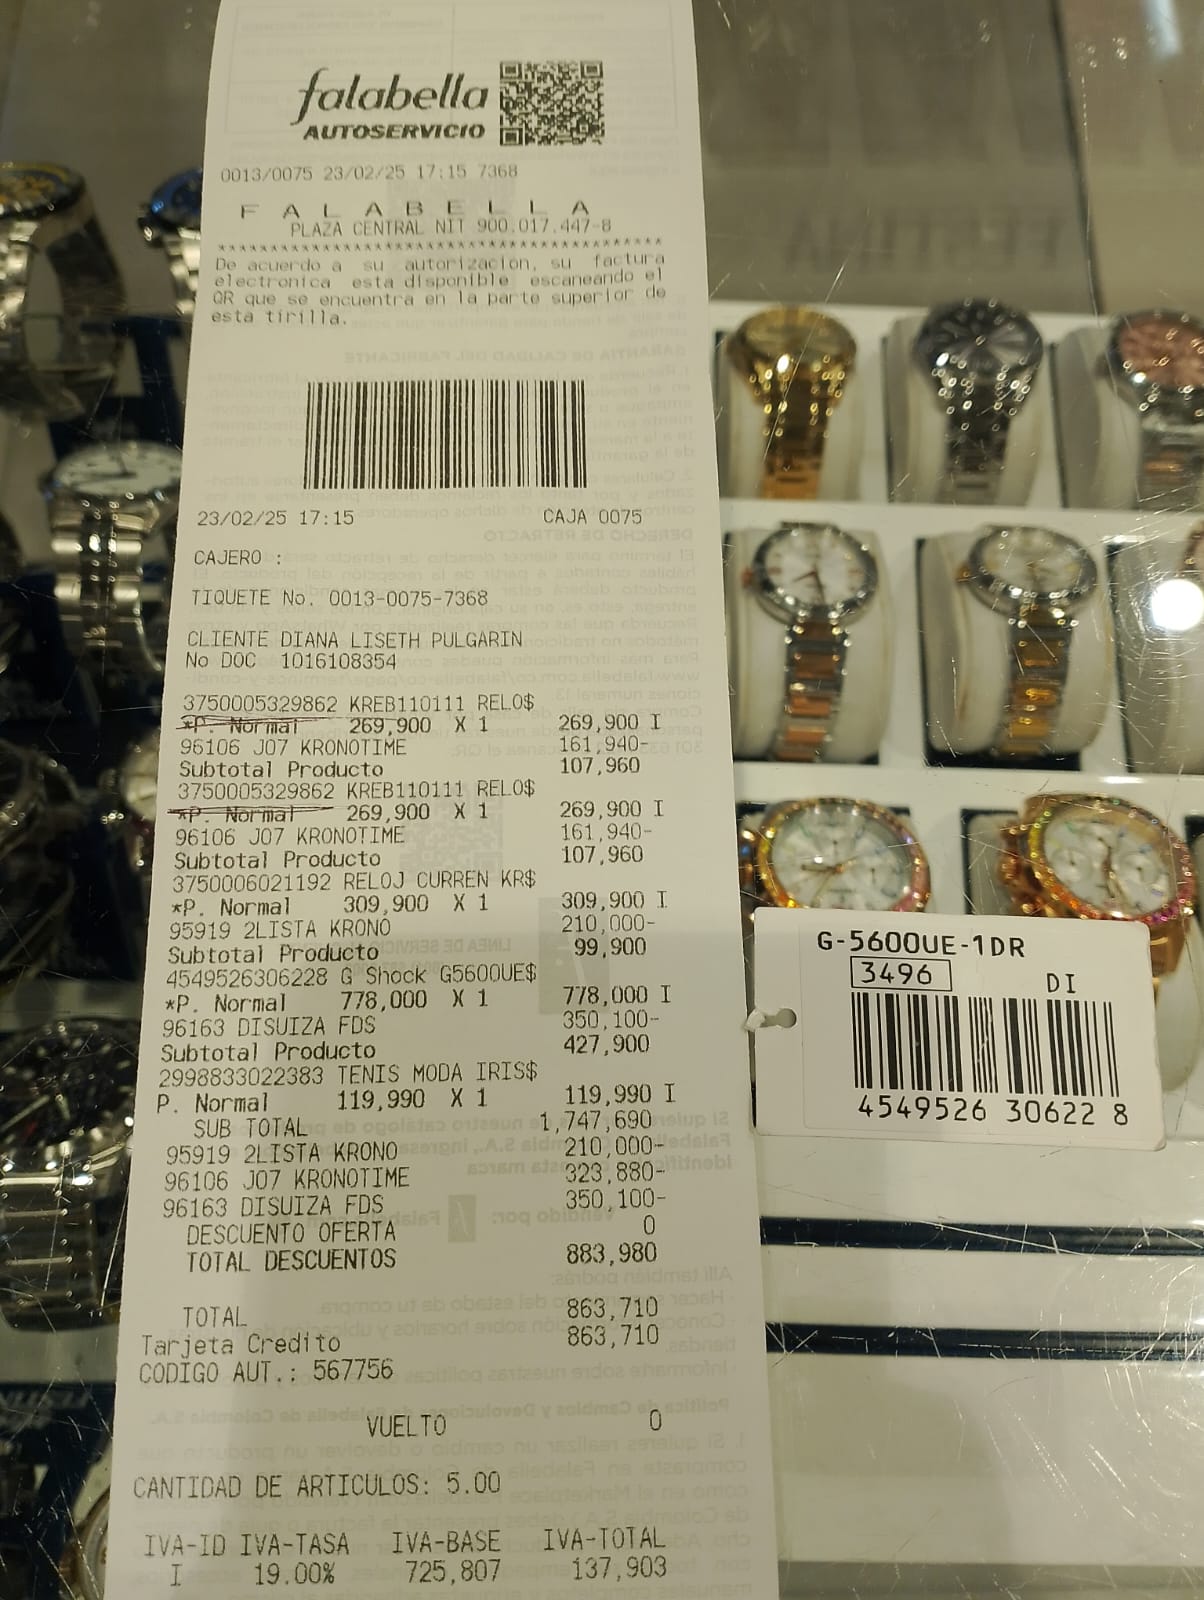 falabella
AUTOSERVICIO
0013/0075 23/02/25 17:15 7368
F A L A B E L L A
PLAZA CENTRAL NIT 900.017.447-8
******************************************
De acuerdo a su autorizacion, su factura
electronica esta disponible escaneando el
QR que se encuentra en la parte superior de
esta tirilla.
23/02/25 17:15 CAJA 0075
CAJERO :
TIQUETE No. 0013-0075-7368
CLIENTE DIANA LISETH PULGARIN
No DOC 1016108354
3750005329862 KREB110111 RELO$
*P. Normal 269,900 X 1 269,900 I
96106 J07 KRONOTIME 161,940-
Subtotal Producto 107,960
3750005329862 KREB110111 RELO$
*P. Normal 269,900 X 1 269,900 I
96106 J07 KRONOTIME 161,940-
Subtotal Producto 107,960
3750006021192 RELOJ CURREN KR$
*P. Normal 309,900 X 1 309,900 I
95919 2LISTA KRONO 210,000-
Subtotal Producto 99,900
4549526306228 G Shock G5600UE$
*P. Normal 778,000 X 1 778,000 I
96163 DISUIZA FDS 350,100-
Subtotal Producto 427,900
2998833022383 TENIS MODA IRIS$
P. Normal 119,990 X 1 119,990 I
SUB TOTAL 1,747,690
95919 2LISTA KRONO 210,000-
96106 J07 KRONOTIME 323,880-
96163 DISUIZA FDS 350,100-
DESCUENTO OFERTA 0
TOTAL DESCUENTOS 883,980
TOTAL 863,710
Tarjeta Credito 863,710
CODIGO AUT.: 567756
VUELTO 0
CANTIDAD DE ARTICULOS: 5.00
IVA-ID IVA-TASA IVA-BASE IVA-TOTAL
I 19.00% 725,807 137,903
G-5600UE-1DR
3496 DI
4549526 30622 8